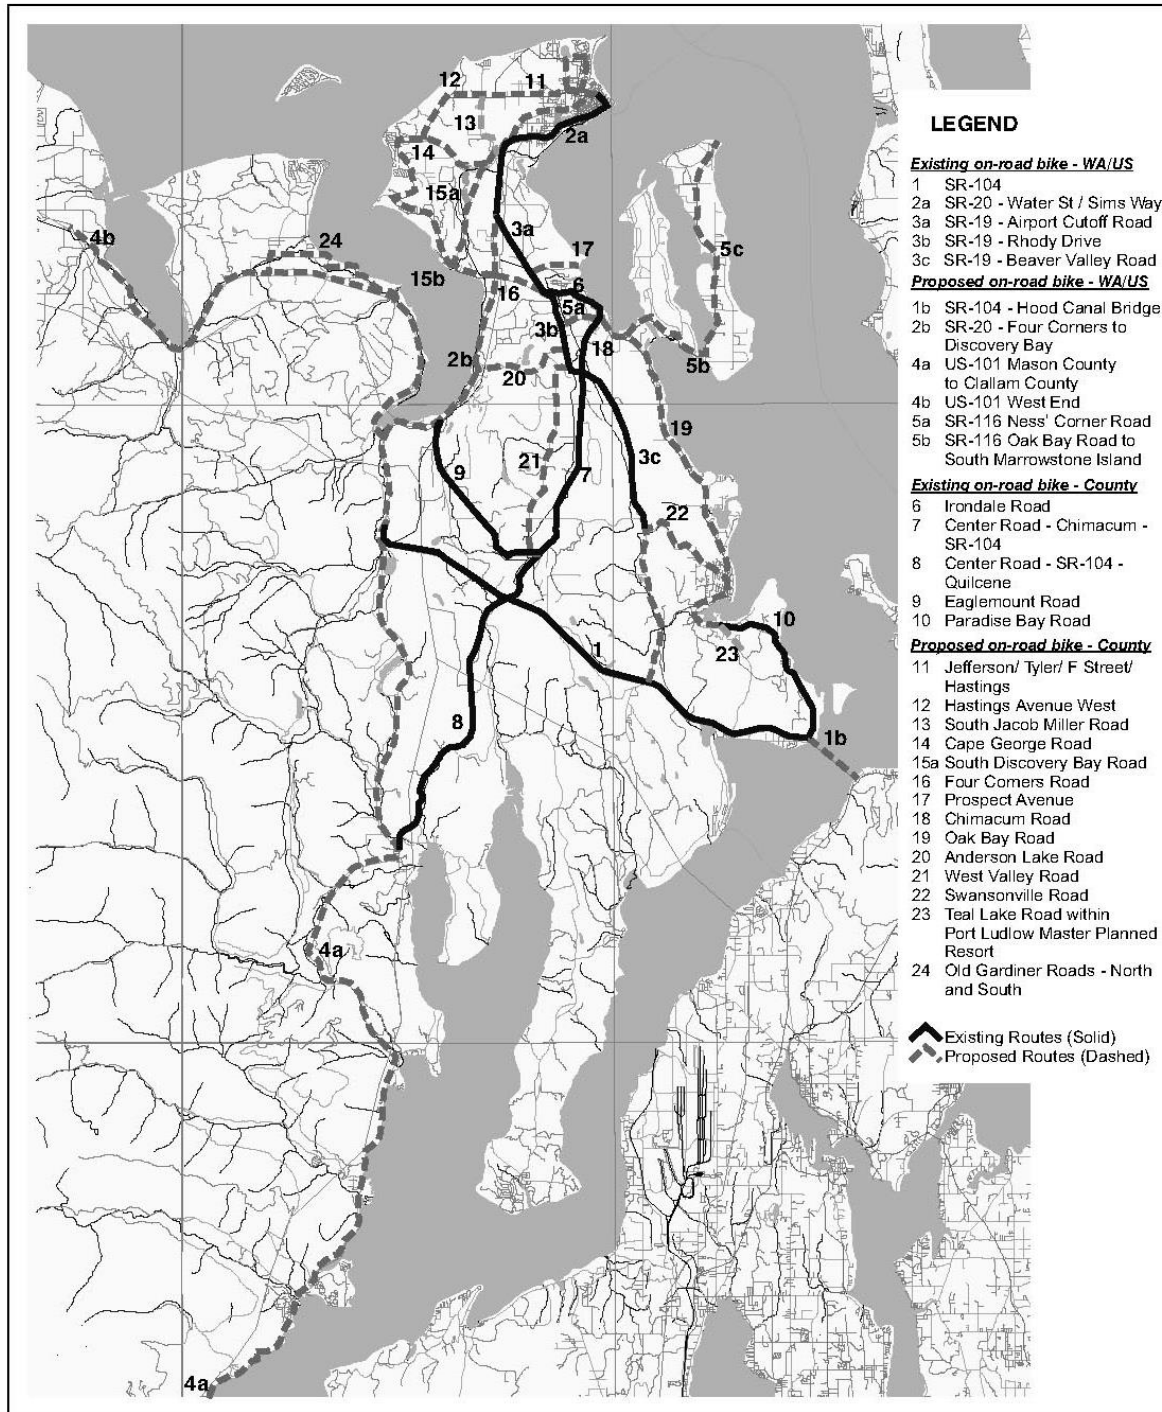 12
11
13
2a
14
15a
3a
17
5c
4b
24
15b
16
6
5a
3b
18
2b
20
5b
19
3c
21
9
7
22
10
23
1
8
1b
4a
4a
LEGEND
Existing on-road bike - WA/US
1 SR-104
2a SR-20 - Water St / Sims Way
3a SR-19 - Airport Cutoff Road
3b SR-19 - Rhody Drive
3c SR-19 - Beaver Valley Road
Proposed on-road bike - WA/US
1b SR-104 - Hood Canal Bridge
2b SR-20 - Four Corners to
Discovery Bay
4a US-101 Mason County
to Clallam County
4b US-101 West End
5a SR-116 Ness' Corner Road
5b SR-116 Oak Bay Road to
South Marrowstone Island
Existing on-road bike - County
6 Irondale Road
7 Center Road - Chimacum -
SR-104
8 Center Road - SR-104 -
Quilcene
9 Eaglemount Road
10 Paradise Bay Road
Proposed on-road bike - County
11 Jefferson/ Tyler/ F Street/
Hastings
12 Hastings Avenue West
13 South Jacob Miller Road
14 Cape George Road
15a South Discovery Bay Road
16 Four Corners Road
17 Prospect Avenue
18 Chimacum Road
19 Oak Bay Road
20 Anderson Lake Road
21 West Valley Road
22 Swansonville Road
23 Teal Lake Road within
Port Ludlow Master Planned
Resort
24 Old Gardiner Roads - North
and South
Existing Routes (Solid)
Proposed Routes (Dashed)